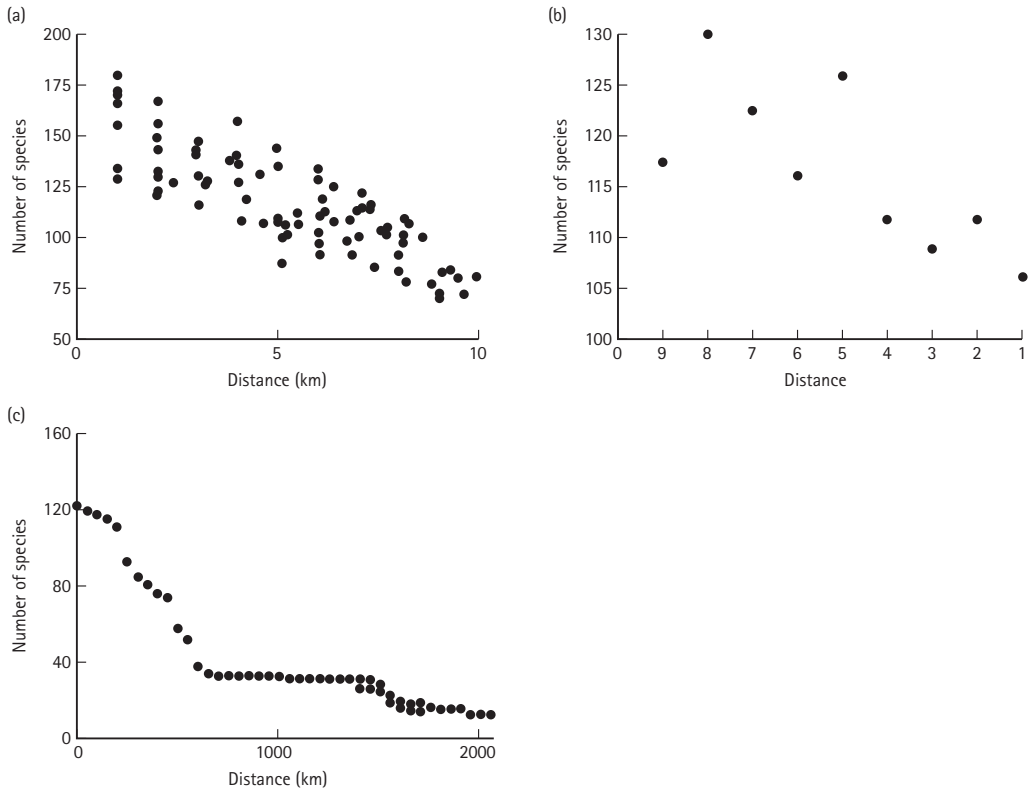 (a)
200
175
150
125
100
75
50
Number of species
0 5 10
Distance (km)
(b)
130
125
120
115
110
105
100
Number of species
0 9 8 7 6 5 4 3 2 1
Distance
(c)
160
120
80
40
0
Number of species
0 1000 2000
Distance (km)